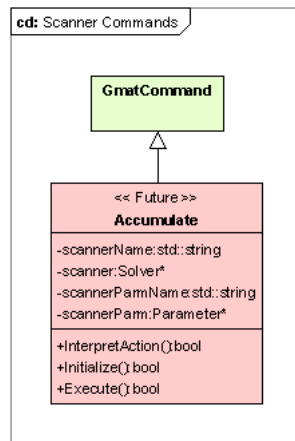 cd: Scanner Commands
GmatCommand
<< Future >>
Accumulate
-scannerName:std::string
-scanner:Solver*
-scannerParmName:std::string
-scannerParm:Parameter*
+InterpretAction():bool
+Initialize():bool
+Execute():bool